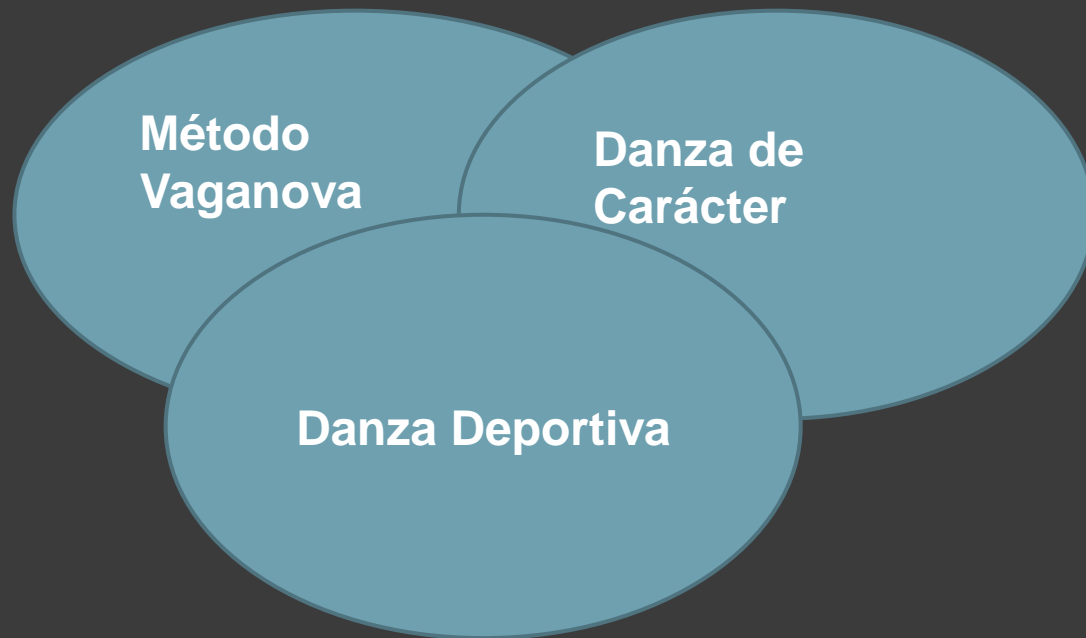 Método
Vaganova
Danza de
Carácter
Danza Deportiva